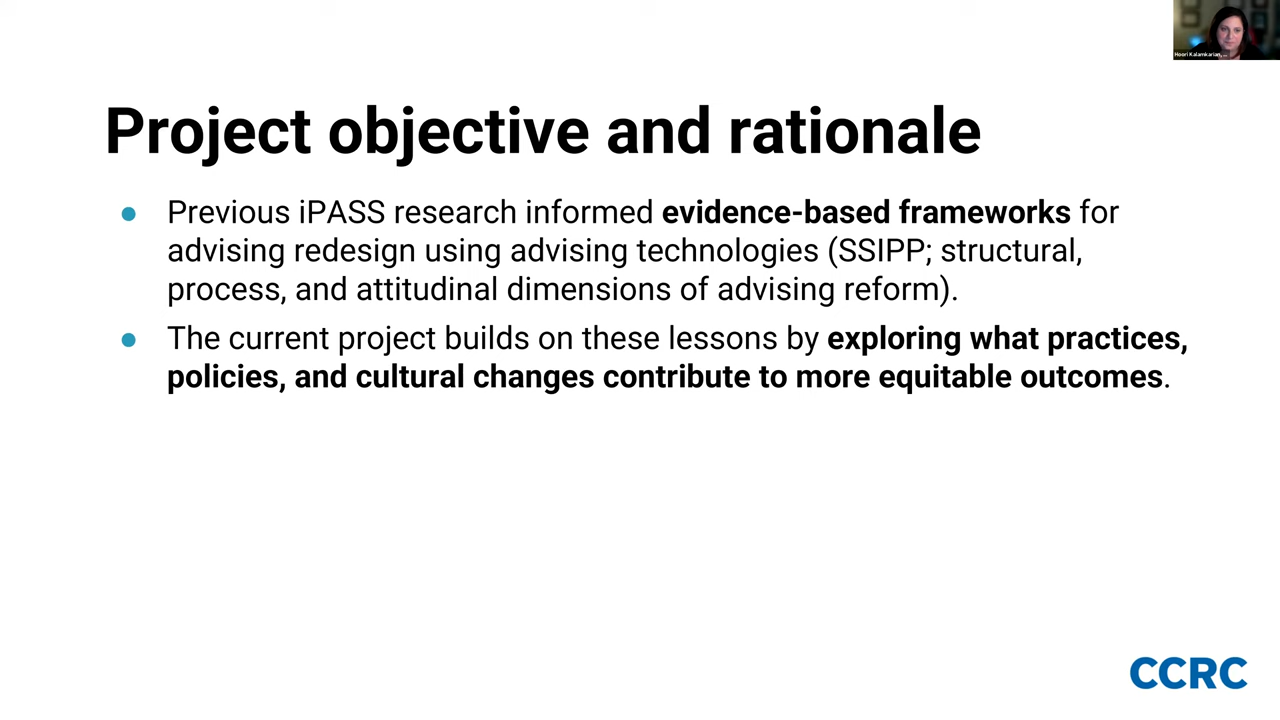 Hoori Kalamkarian, ...
Project objective and rationale
● Previous iPASS research informed evidence-based frameworks for
advising redesign using advising technologies (SSIPP; structural,
process, and attitudinal dimensions of advising reform).
● The current project builds on these lessons by exploring what practices,
policies, and cultural changes contribute to more equitable outcomes.
CCRC